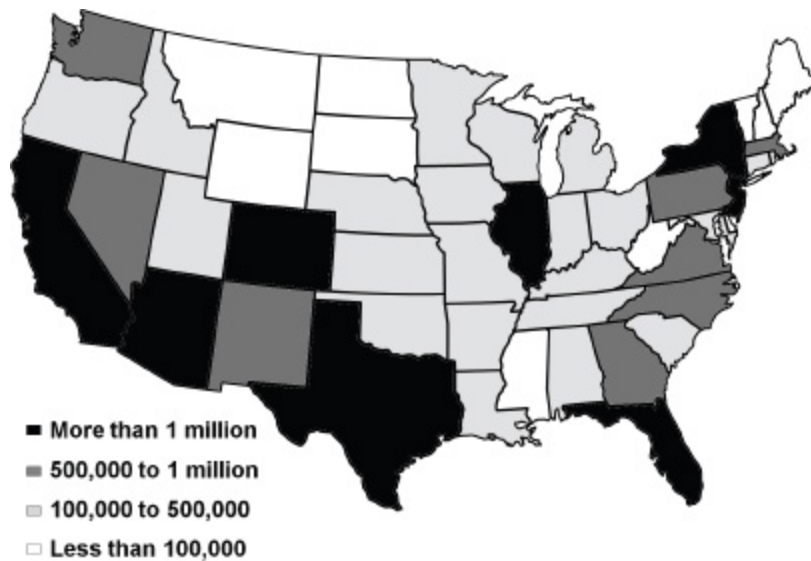 More than 1 million
500,000 to 1 million
100,000 to 500,000
Less than 100,000